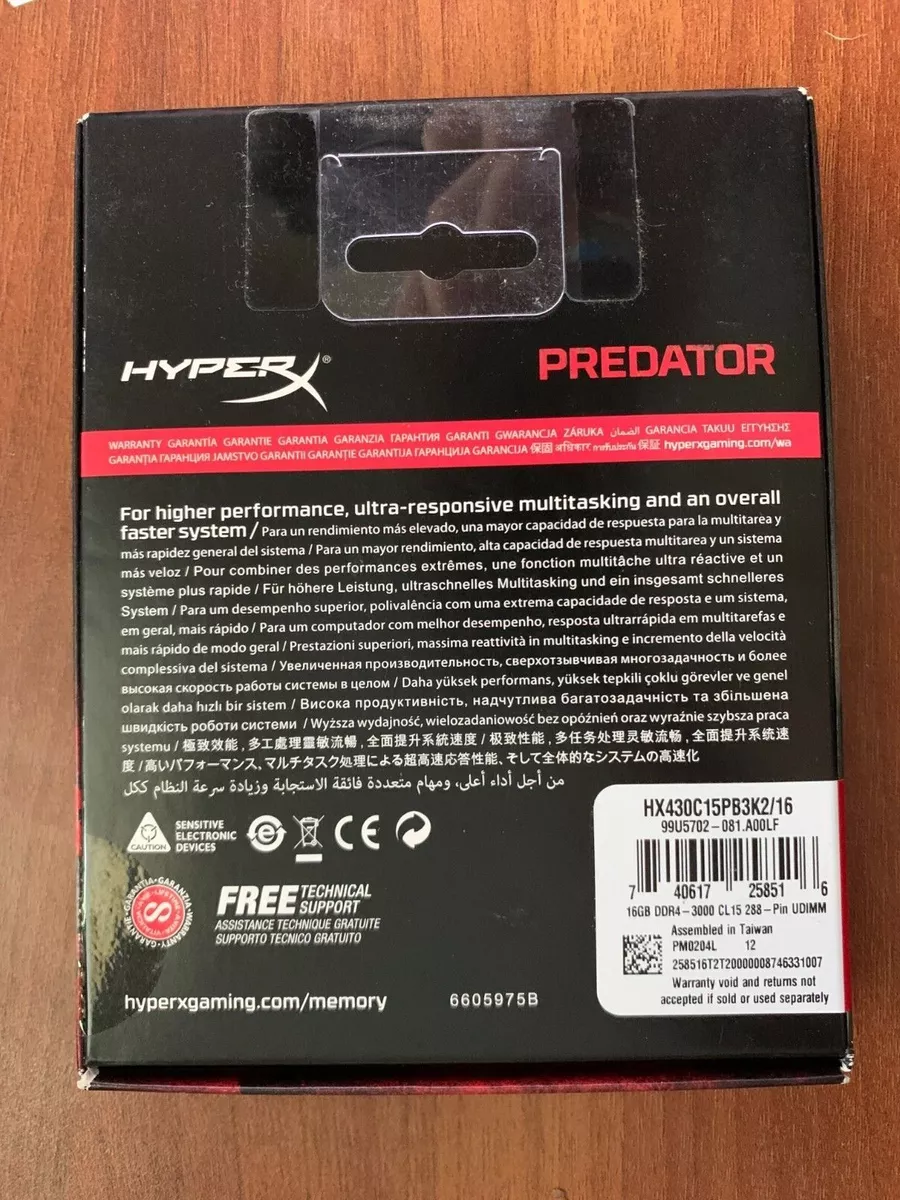 HYPERX®
PREDATOR
WARRANTY GARANTÍA GARANTIE GARANTIA GARANZIA ГАРАНТИЯ GARANTI GWARANCJA ZÁRUKA الضمان GARANCIA TAKUU ΕΓΓΥΗΣΗΣ
GARANȚIA ГАРАНЦИЯ JAMSTVO GARANTII GARANȚIE GARANTIJA ГАРАНЦИЈА GARANCIJA 保固 保証 hyperxgaming.com/wa
For higher performance, ultra-responsive multitasking and an overall
faster system / Para un rendimiento más elevado, una mayor capacidad de respuesta para la multitarea y
más rapidez general del sistema / Para un mayor rendimiento, alta capacidad de respuesta multitarea y un sistema
más veloz / Pour combiner des performances extrêmes, une fonction multitâche ultra réactive et un
système plus rapide / Für höhere Leistung, ultraschnelles Multitasking und ein insgesamt schnelleres
System / Para um desempenho superior, polivalência com uma extrema capacidade de resposta e um sistema,
em geral, mais rápido / Para um computador com melhor desempenho, resposta ultrarrápida em multitarefas e
mais rápido de modo geral / Prestazioni superiori, massima reattività in multitasking e incremento della velocità
complessiva del sistema / Увеличенная производительность, сверхотзывчивая многозадачность и более
высокая скорость работы системы в целом / Daha yüksek performans, yüksek tepkili çoklu görevler ve genel
olarak daha hızlı bir sistem / Висока продуктивність, надчутлива багатозадачність та збільшена
швидкість роботи системи / Wyższa wydajność, wielozadaniowość bez opóźnień oraz wyraźnie szybsza praca
systemu / 極致效能 , 多工處理靈敏流暢 , 全面提升系統速度 / 极致性能 , 多任务处理灵敏流畅 , 全面提升系统速
度 / 高いパフォーマンス、マルチタスク処理による超高速応答性能、そして全体的なシステムの高速化
من أجل أداء أعلى، ومهام متعددة فائقة الاستجابة وزيادة سرعة النظام ككل
CAUTION
SENSITIVE
ELECTRONIC
DEVICES
FREE TECHNICAL SUPPORT
ASSISTANCE TECHNIQUE GRATUITE
SUPORTO TECNICO GRATUITO
hyperxgaming.com/memory
6605975B
HX430C15PB3K2/16
99U5702-081.A00LF
7 40617 25851 6
16GB DDR4-3000 CL15 288-Pin UDIMM
Assembled in Taiwan
PM0204L 12
258516T2T20000008746331007
Warranty void and returns not
accepted if sold or used separately